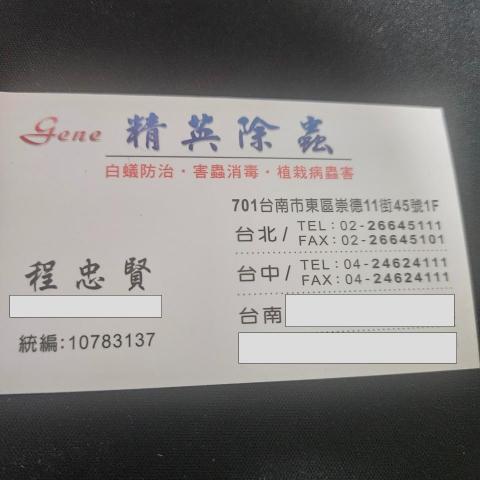 Gene 精英除蟲
白蟻防治・害蟲消毒・植栽病蟲害
701台南市東區崇德11街45號1F
台北/ TEL:02-26645111
FAX:02-26645101
台中/ TEL:04-24624111
FAX:04-24624111
程忠賢
台南
統編:10783137